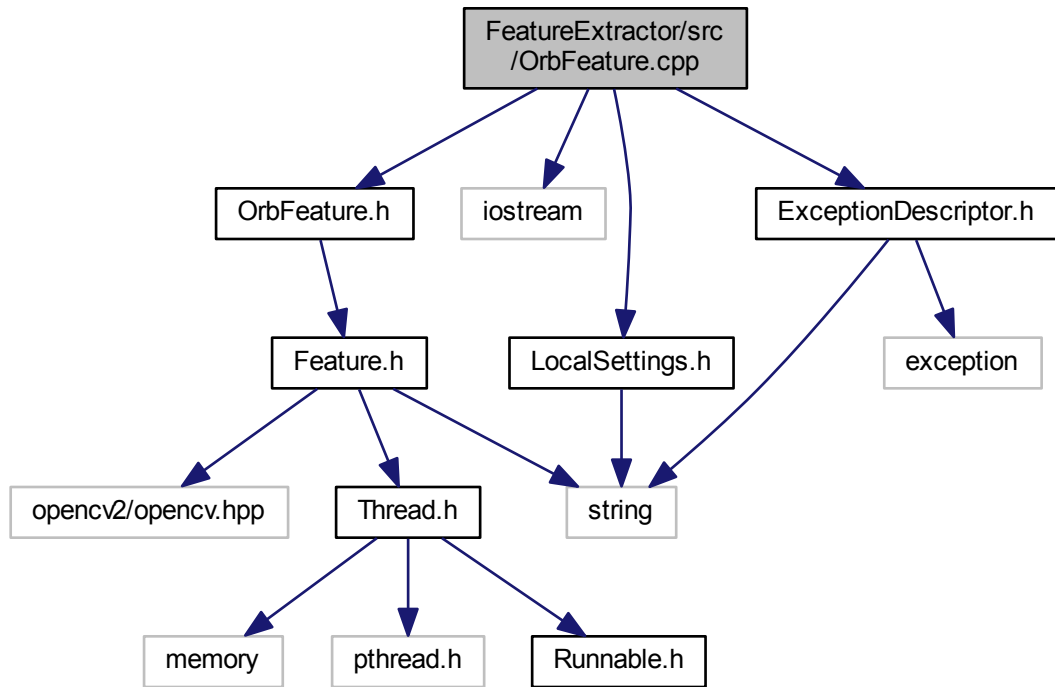 FeatureExtractor/src
/OrbFeature.cpp
OrbFeature.h
iostream
ExceptionDescriptor.h
Feature.h
LocalSettings.h
exception
opencv2/opencv.hpp
Thread.h
string
memory
pthread.h
Runnable.h